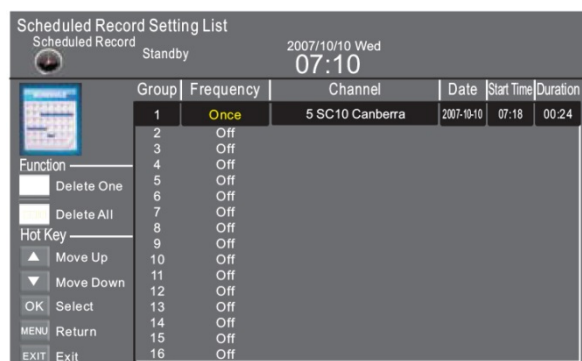 Scheduled Record Setting List
Scheduled Record
Standby
2007/10/10 Wed
07:10
Group Frequency Channel Date Start Time Duration
1 Once 5 SC10 Canberra 2007-10-10 07:18 00:24
2 Off
3 Off
4 Off
5 Off
6 Off
7 Off
8 Off
9 Off
10 Off
11 Off
12 Off
13 Off
14 Off
15 Off
16 Off
SCHEDULE
Function
Delete One
Delete All
Hot Key
▲ Move Up
▼ Move Down
OK Select
MENU Return
EXIT Exit